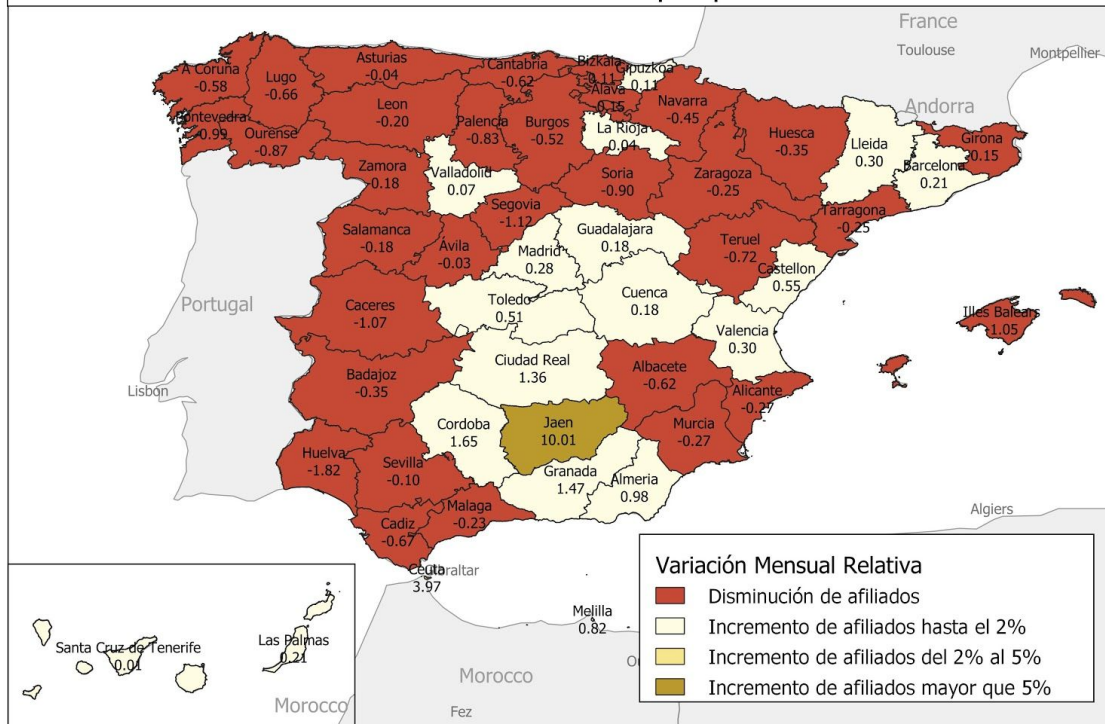 France
Toulouse
Montpellier
Andorra
A Coruña
-0.58
Lugo
-0.66
Asturias
-0.04
Cantabria
-0.62
Bizkaia
-0.11
Gipuzkoa
0.11
Alava
-0.15
Navarra
-0.45
Pontevedra
-0.99
Ourense
-0.87
Leon
-0.20
Palencia
-0.83
Burgos
-0.52
La Rioja
0.04
Huesca
-0.35
Lleida
0.30
Girona
-0.15
Barcelona
0.21
Zamora
-0.18
Valladolid
0.07
Soria
-0.90
Zaragoza
-0.25
Tarragona
-0.25
Segovia
-1.12
Salamanca
-0.18
Ávila
-0.03
Guadalajara
0.18
Madrid
0.28
Teruel
-0.72
Castellon
0.55
Portugal
Caceres
-1.07
Toledo
0.51
Cuenca
0.18
Valencia
0.30
Illes Balears
-1.05
Lisbon
Badajoz
-0.35
Ciudad Real
1.36
Albacete
-0.62
Alicante
-0.27
Cordoba
1.65
Jaen
10.01
Murcia
-0.27
Huelva
-1.82
Sevilla
-0.10
Granada
1.47
Almeria
0.98
Cadiz
-0.67
Malaga
-0.23
Algiers
Ceuta
3.97
Gibraltar
Melilla
0.82
Santa Cruz de Tenerife
0.01
Las Palmas
0.21
Morocco
Morocco
Fez
Variación Mensual Relativa
Disminución de afiliados
Incremento de afiliados hasta el 2%
Incremento de afiliados del 2% al 5%
Incremento de afiliados mayor que 5%